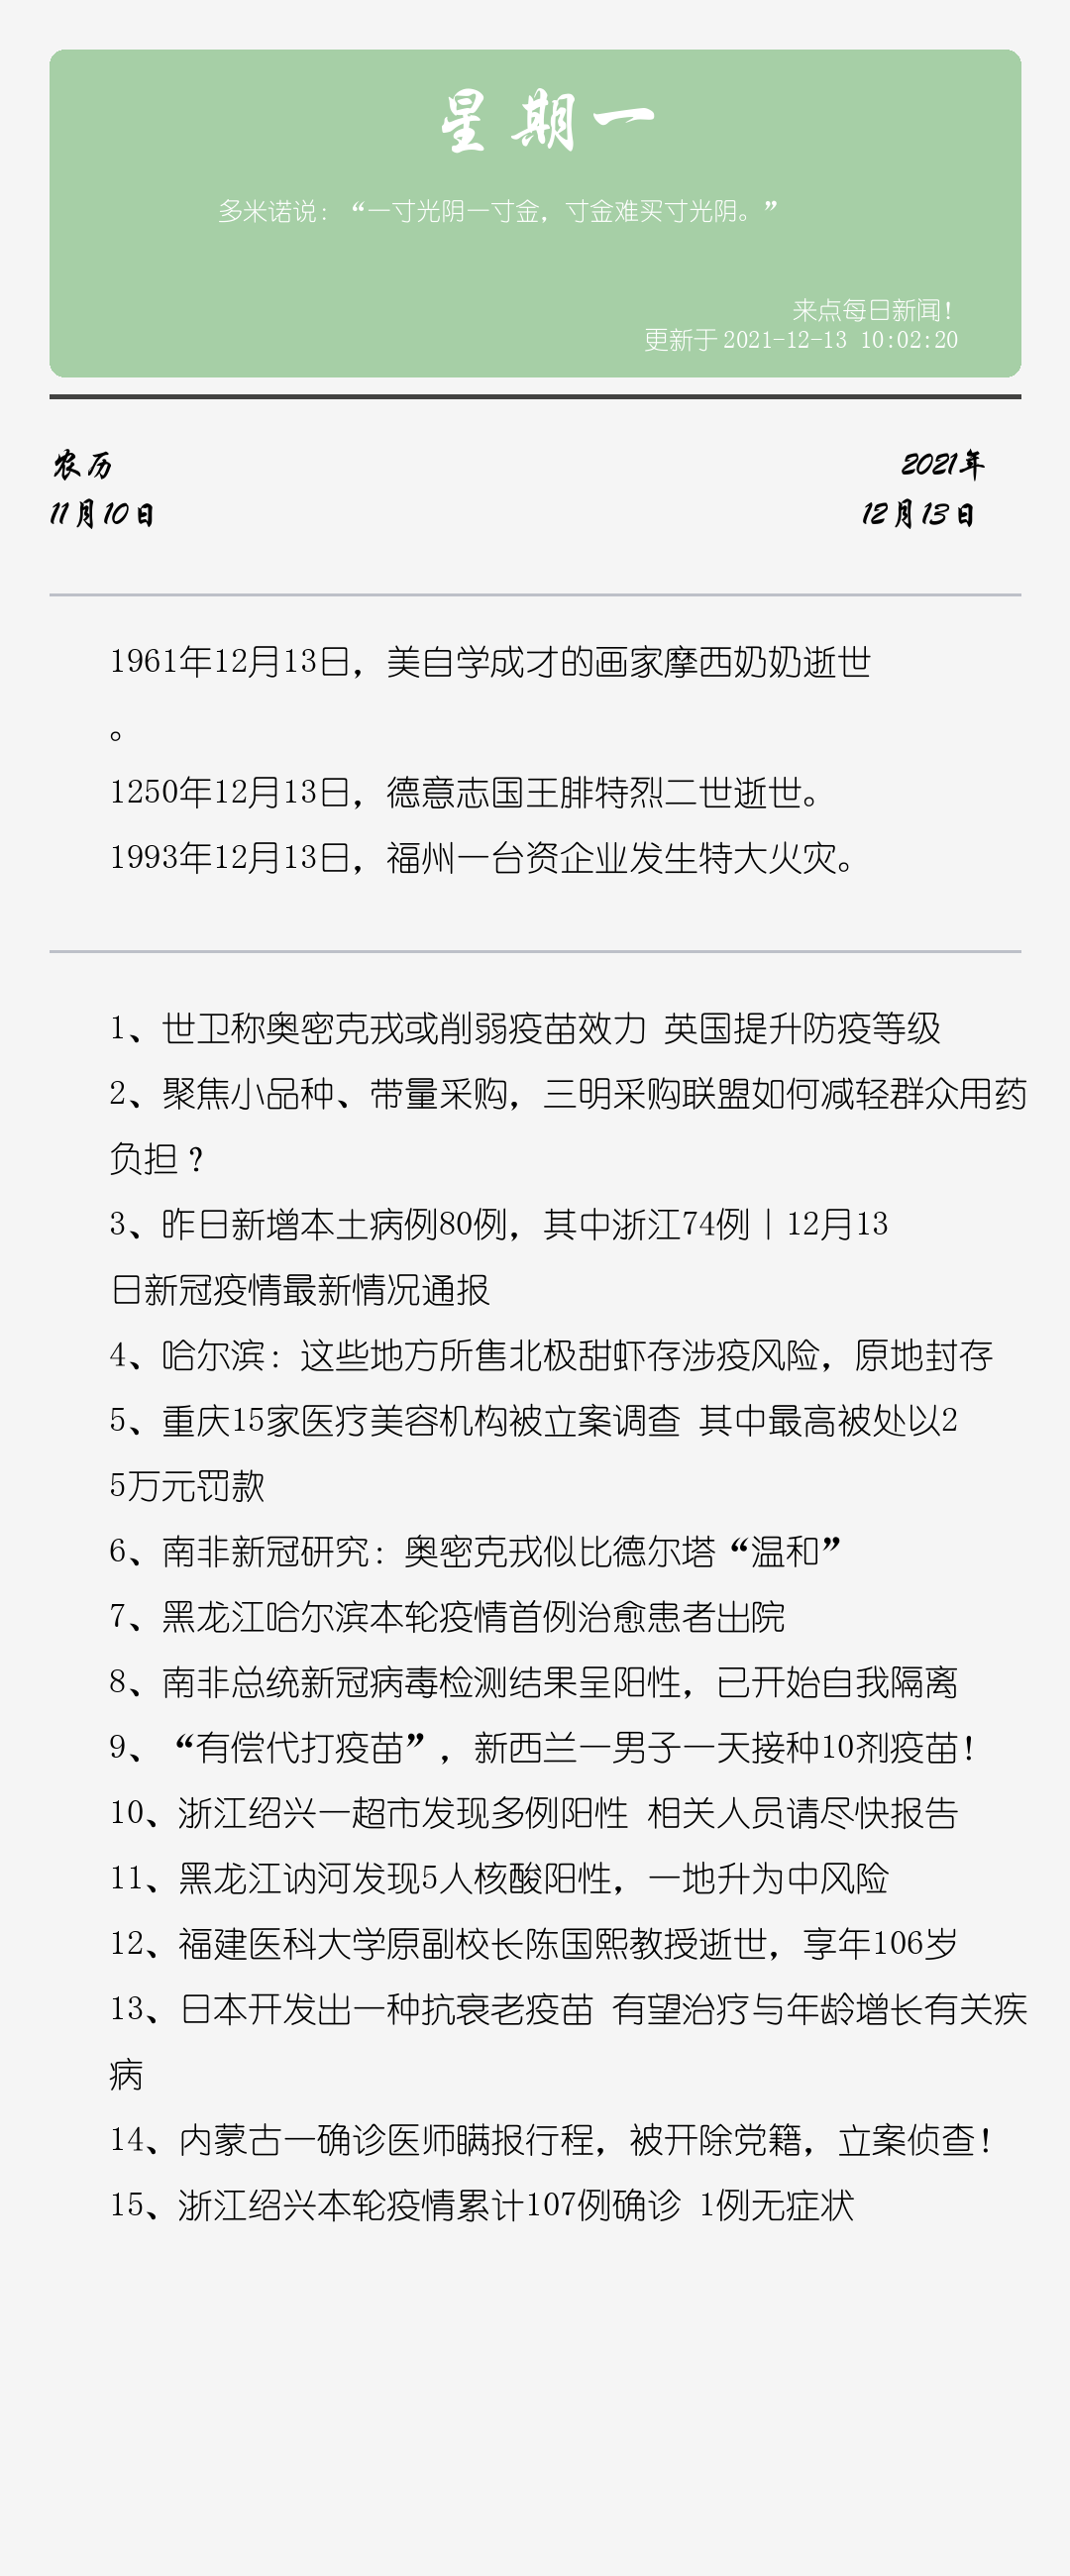 星期一
多米诺说：“一寸光阴一寸金，寸金难买寸光阴。”
来点每日新闻！
更新于 2021-12-13 10:02:20
农历
2021年
11月10日
12月13日
1961年12月13日，美自学成才的画家摩西奶奶逝世
。
1250年12月13日，德意志国王腓特烈二世逝世。
1993年12月13日，福州一台资企业发生特大火灾。
1、世卫称奥密克戎或削弱疫苗效力 英国提升防疫等级
2、聚焦小品种、带量采购，三明采购联盟如何减轻群众用药
负担？
3、昨日新增本土病例80例，其中浙江74例丨12月13
日新冠疫情最新情况通报
4、哈尔滨：这些地方所售北极甜虾存涉疫风险，原地封存
5、重庆15家医疗美容机构被立案调查 其中最高被处以2
5万元罚款
6、南非新冠研究：奥密克戎似比德尔塔“温和”
7、黑龙江哈尔滨本轮疫情首例治愈患者出院
8、南非总统新冠病毒检测结果呈阳性，已开始自我隔离
9、“有偿代打疫苗”，新西兰一男子一天接种10剂疫苗！
10、浙江绍兴一超市发现多例阳性 相关人员请尽快报告
11、黑龙江讷河发现5人核酸阳性，一地升为中风险
12、福建医科大学原副校长陈国熙教授逝世，享年106岁
13、日本开发出一种抗衰老疫苗 有望治疗与年龄增长有关疾
病
14、内蒙古一确诊医师瞒报行程，被开除党籍，立案侦查！
15、浙江绍兴本轮疫情累计107例确诊 1例无症状